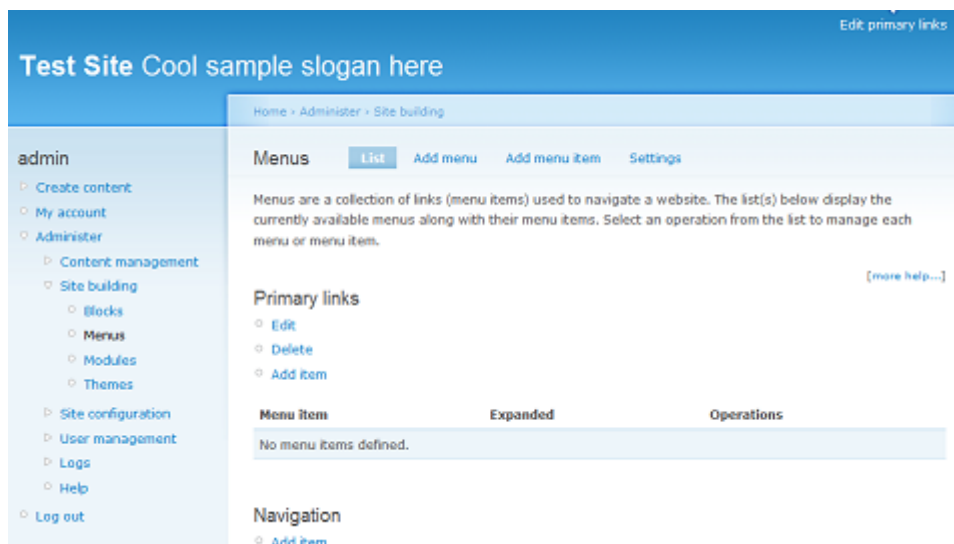 Edit primary links
Test Site Cool sample slogan here
Home › Administer › Site building
admin
Create content
My account
Administer
Content management
Site building
Blocks
Menus
Modules
Themes
Site configuration
User management
Logs
Help
Log out
Menus List Add menu Add menu item Settings
Menus are a collection of links (menu items) used to navigate a website. The list(s) below display the
currently available menus along with their menu items. Select an operation from the list to manage each
menu or menu item.
[more help...]
Primary links
Edit
Delete
Add item
Menu item Expanded Operations
No menu items defined.
Navigation
Add item